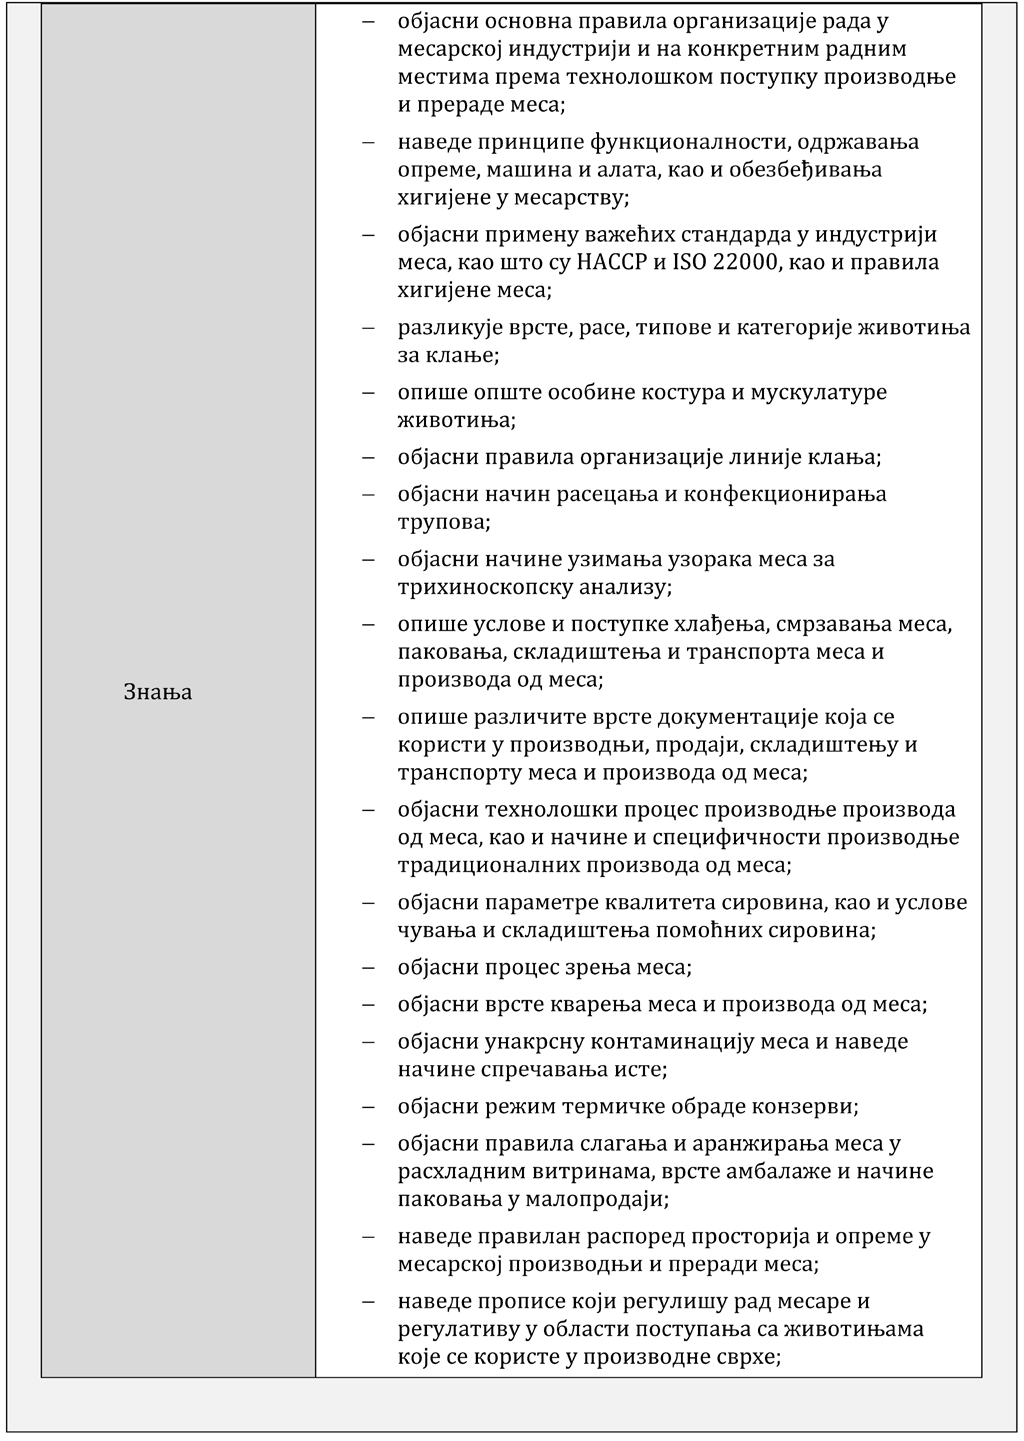 – објасни основна правила организације рада у
месарској индустрији и на конкретним радним
местима према технолошком поступку производње
и прераде меса;
– наведе принципе функционалности, одржавања
опреме, машина и алата, као и обезбеђивања
хигијене у месарству;
– објасни примену важећих стандарда у индустрији
меса, као што су НАССР и ISO 22000, као и правила
хигијене меса;
– разликује врсте, расе, типове и категорије животиња
за клање;
– опише опште особине костура и мускулатуре
животиња;
– објасни правила организације линије клања;
– објасни начин расецања и конфекционирања
трупова;
– објасни начине узимања узорака меса за
трихиноскопску анализу;
– опише услове и поступке хлађења, смрзавања меса,
паковања, складиштења и транспорта меса и
производа од меса;
Знања
– опише различите врсте документације која се
користи у производњи, продаји, складиштењу и
транспорту меса и производа од меса;
– објасни технолошки процес производње производа
од меса, као и начине и специфичности производње
традиционалних производа од меса;
– објасни параметре квалитета сировина, као и услове
чувања и складиштења помоћних сировина;
– објасни процес зрења меса;
– објасни врсте кварења меса и производа од меса;
– објасни унакрсну контаминацију меса и наведе
начине спречавања исте;
– објасни режим термичке обраде конзерви;
– објасни правила слагања и аранжирања меса у
расхладним витринама, врсте амбалаже и начине
паковања у малопродаји;
– наведе правилан распоред просторија и опреме у
месарској производњи и преради меса;
– наведе прописе који регулишу рад месаре и
регулативу у области поступања са животињама
које се користе у производне сврхе;